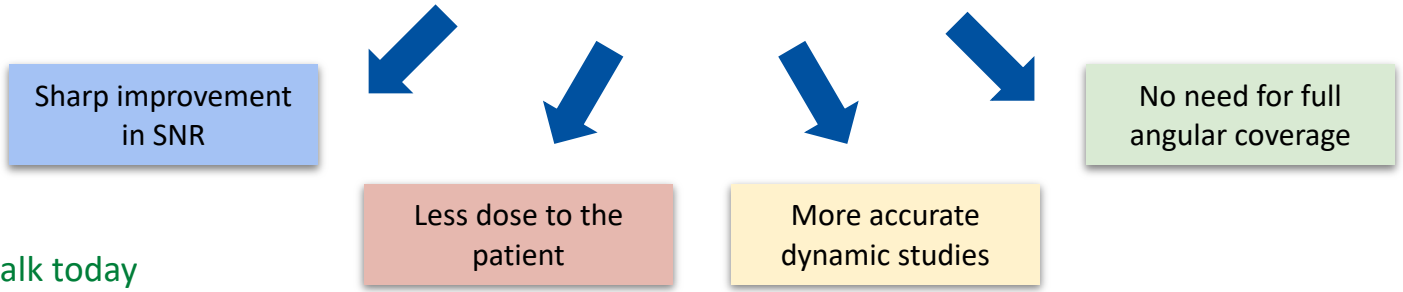 Sharp improvement
in SNR
No need for full
angular coverage
Less dose to the
patient
More accurate
dynamic studies
alk today